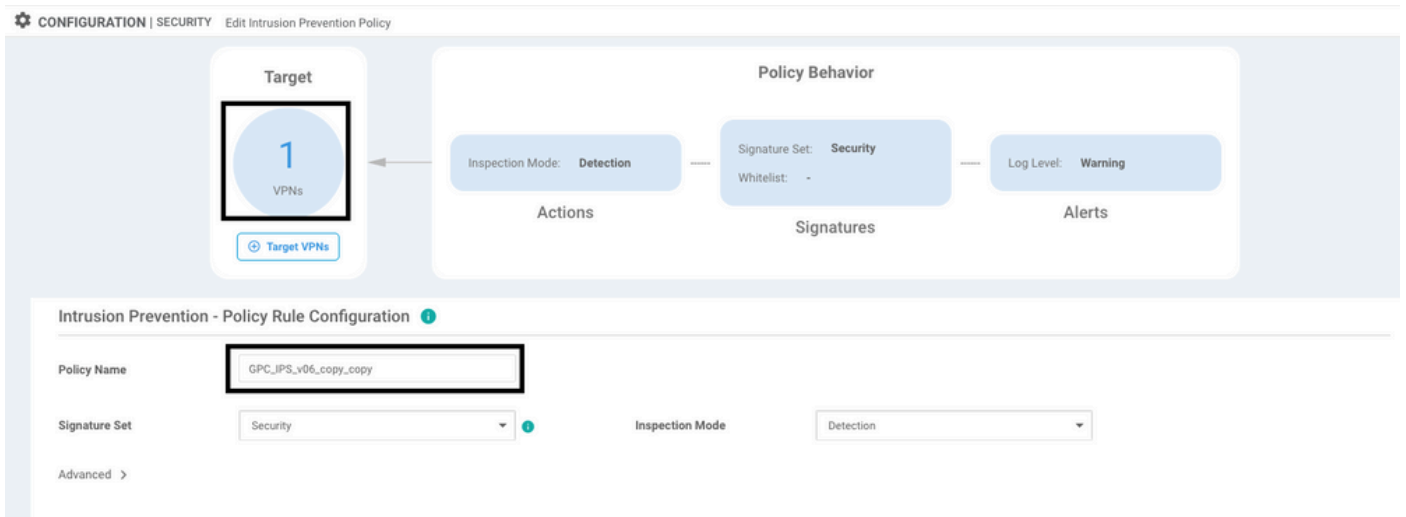 CONFIGURATION | SECURITY Edit Intrusion Prevention Policy
Target
1
VPNs
Target VPNs
Policy Behavior
Inspection Mode: Detection
Actions
Signature Set: Security
Whitelist: -
Signatures
Log Level: Warning
Alerts
Intrusion Prevention - Policy Rule Configuration
Policy Name GPC_IPS_v06_copy_copy
Signature Set Security Inspection Mode Detection
Advanced >